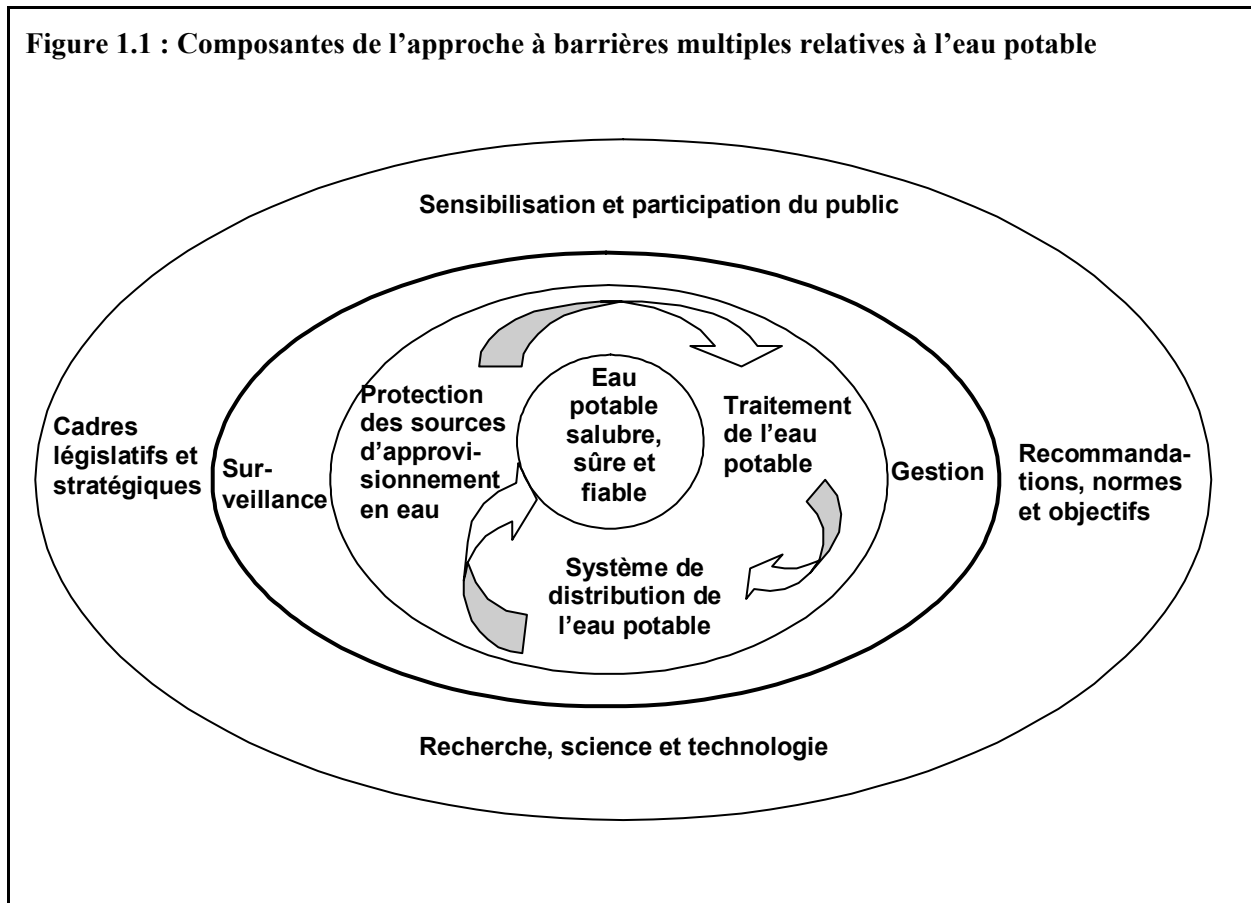 Figure 1.1 : Composantes de l’approche à barrières multiples relatives à l’eau potable
Sensibilisation et participation du public
Cadres
législatifs et
stratégiques
Sur-
veillance
Protection
des sources
d’approvi-
sionnement
en eau
Eau
potable
salubre,
sûre et
fiable
Traitement
de l’eau
potable
Gestion
Recommanda-
tions, normes
et objectifs
Système de
distribution de
l’eau potable
Recherche, science et technologie